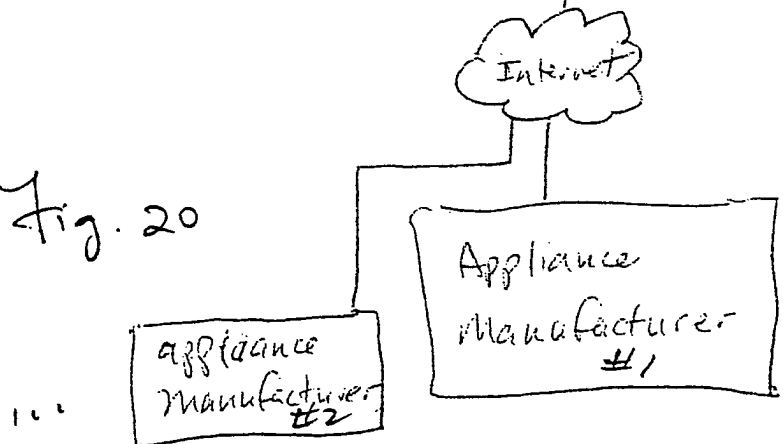 Internet
Fig. 20
Appliance
Manufacturer
#1
appliance
manufacturer
#2
...